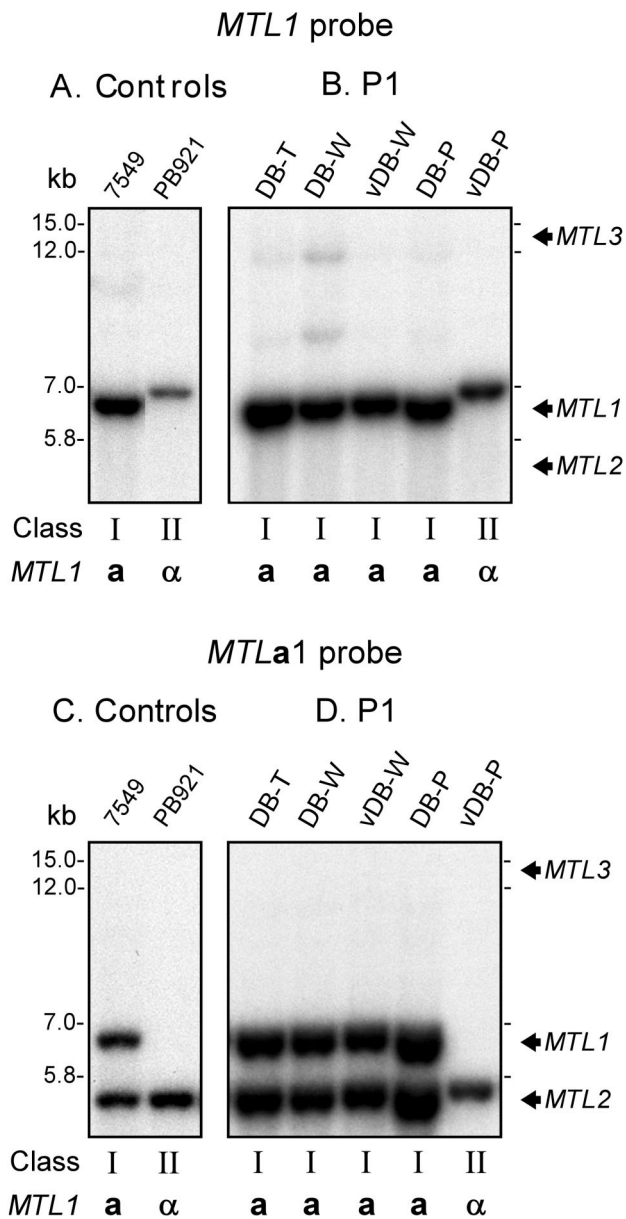 MTL1 probe
A. Controls
B. P1
kb
7549
PB921
DB-T
DB-W
vDB-W
DB-P
vDB-P
15.0-
12.0-
7.0-
5.8-
MTL3
MTL1
MTL2
Class I II I I I I II
MTL1 a α a a a a α
MTLa1 probe
C. Controls
D. P1
kb
7549
PB921
DB-T
DB-W
vDB-W
DB-P
vDB-P
15.0-
12.0-
7.0-
5.8-
MTL3
MTL1
MTL2
Class I II I I I I II
MTL1 a α a a a a α